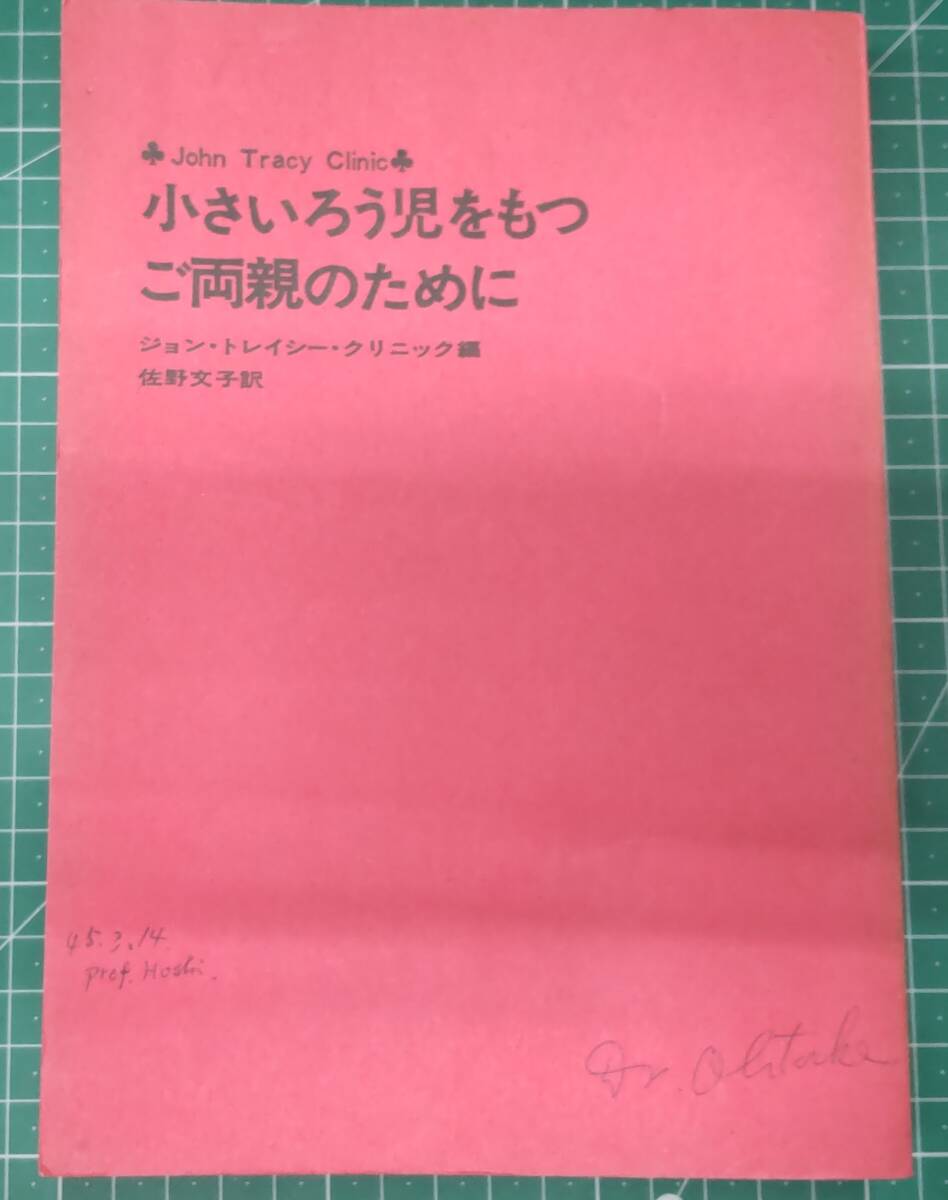 ♣John Tracy Clinic♣
小さいろう児をもつ
ご両親のために
ジョン・トレイシー・クリニック編
佐野文子訳
45.3.14.
Prof. Hoshi.
Dr. Ohtake